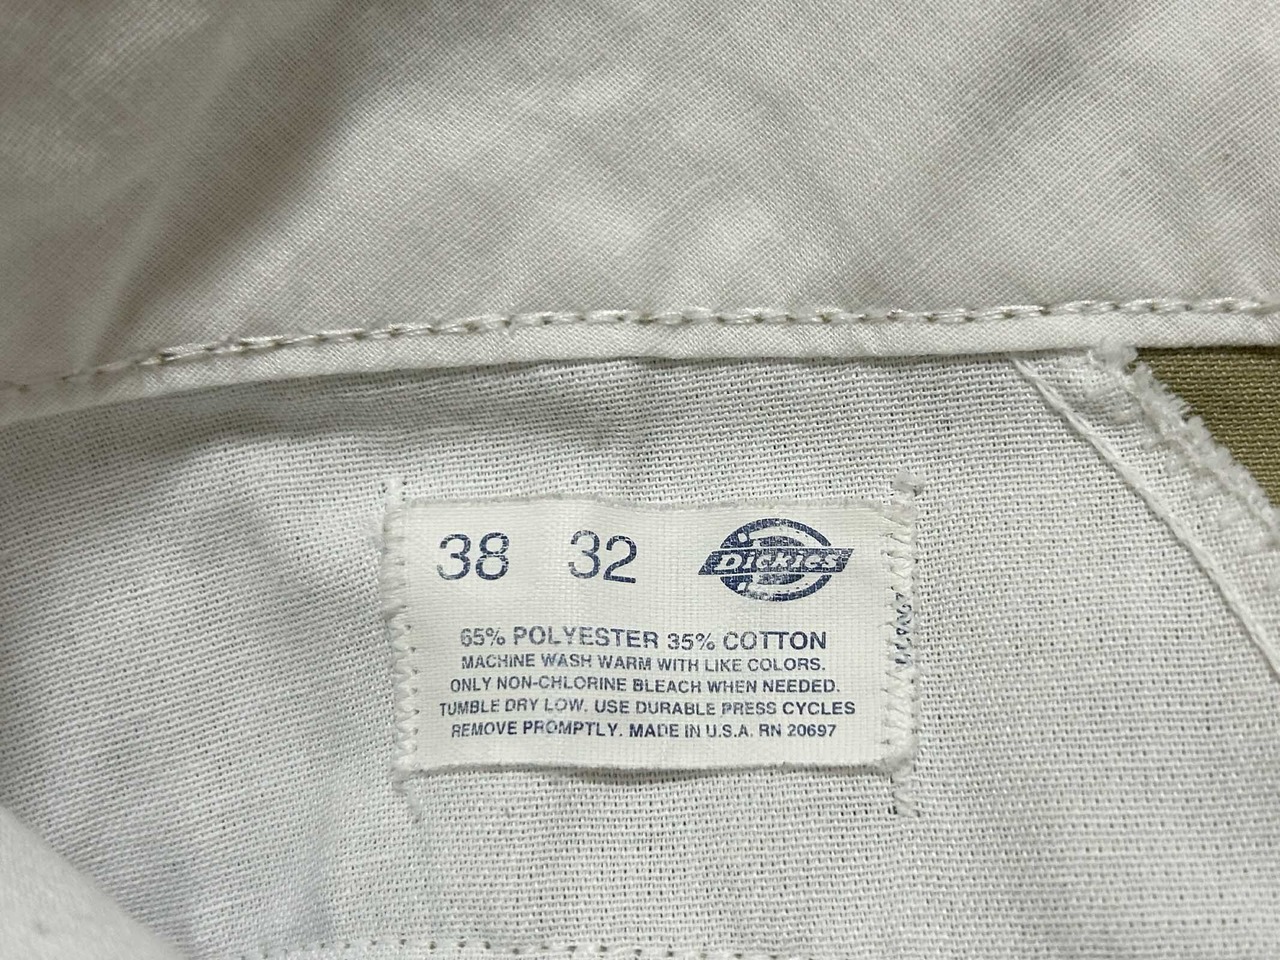 38 32 Dickies
65% POLYESTER 35% COTTON
MACHINE WASH WARM WITH LIKE COLORS.
ONLY NON-CHLORINE BLEACH WHEN NEEDED.
TUMBLE DRY LOW. USE DURABLE PRESS CYCLES
REMOVE PROMPTLY. MADE IN U.S.A. RN 20697